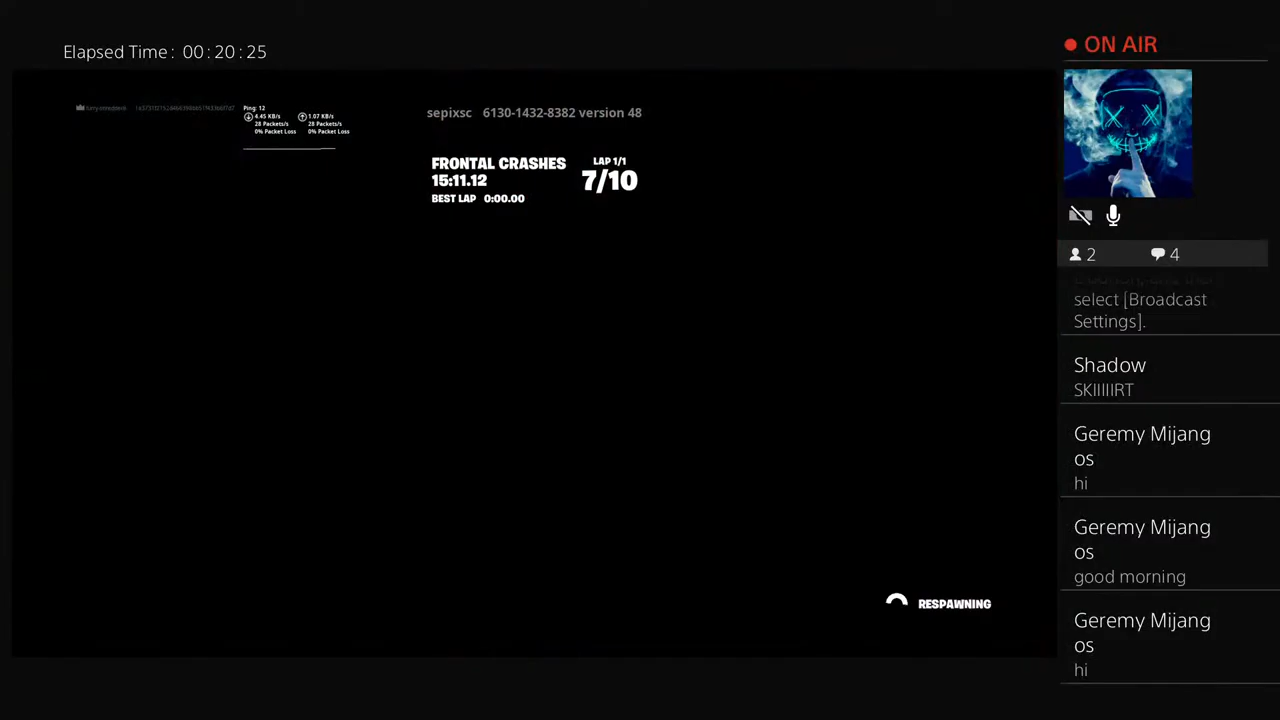 Elapsed Time: 00:20:25
ON AIR
Ping: 12
4.45 KB/s 1.07 KB/s
28 Packets/s 28 Packets/s
0% Packet Loss 0% Packet Loss
sepixsc 6130-1432-8382 version 48
FRONTAL CRASHES LAP 1/1
15:11.12 7/10
BEST LAP 0:00.00
2 4
select [Broadcast
Settings].
Shadow
SKIIIIIRT
Geremy Mijang
os
hi
Geremy Mijang
os
good morning
Geremy Mijang
os
hi
RESPAWNING